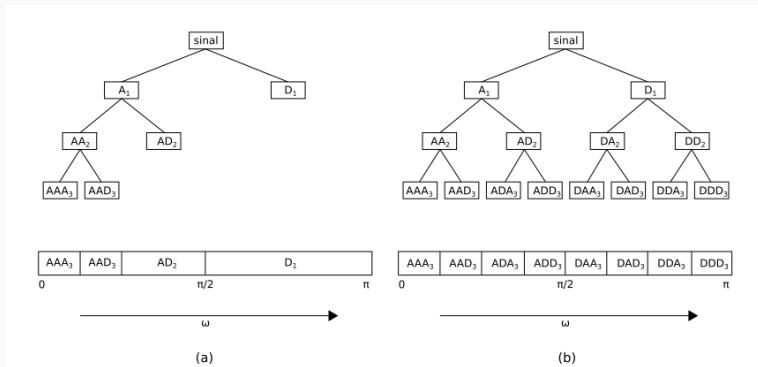 sinal
A₁ D₁
AA₂ AD₂
AAA₃ AAD₃
AAA₃ AAD₃ AD₂ D₁
0 π/2 π
ω
(a)
sinal
A₁ D₁
AA₂ AD₂ DA₂ DD₂
AAA₃ AAD₃ ADA₃ ADD₃ DAA₃ DAD₃ DDA₃ DDD₃
AAA₃ AAD₃ ADA₃ ADD₃ DAA₃ DAD₃ DDA₃ DDD₃
0 π/2 π
ω
(b)